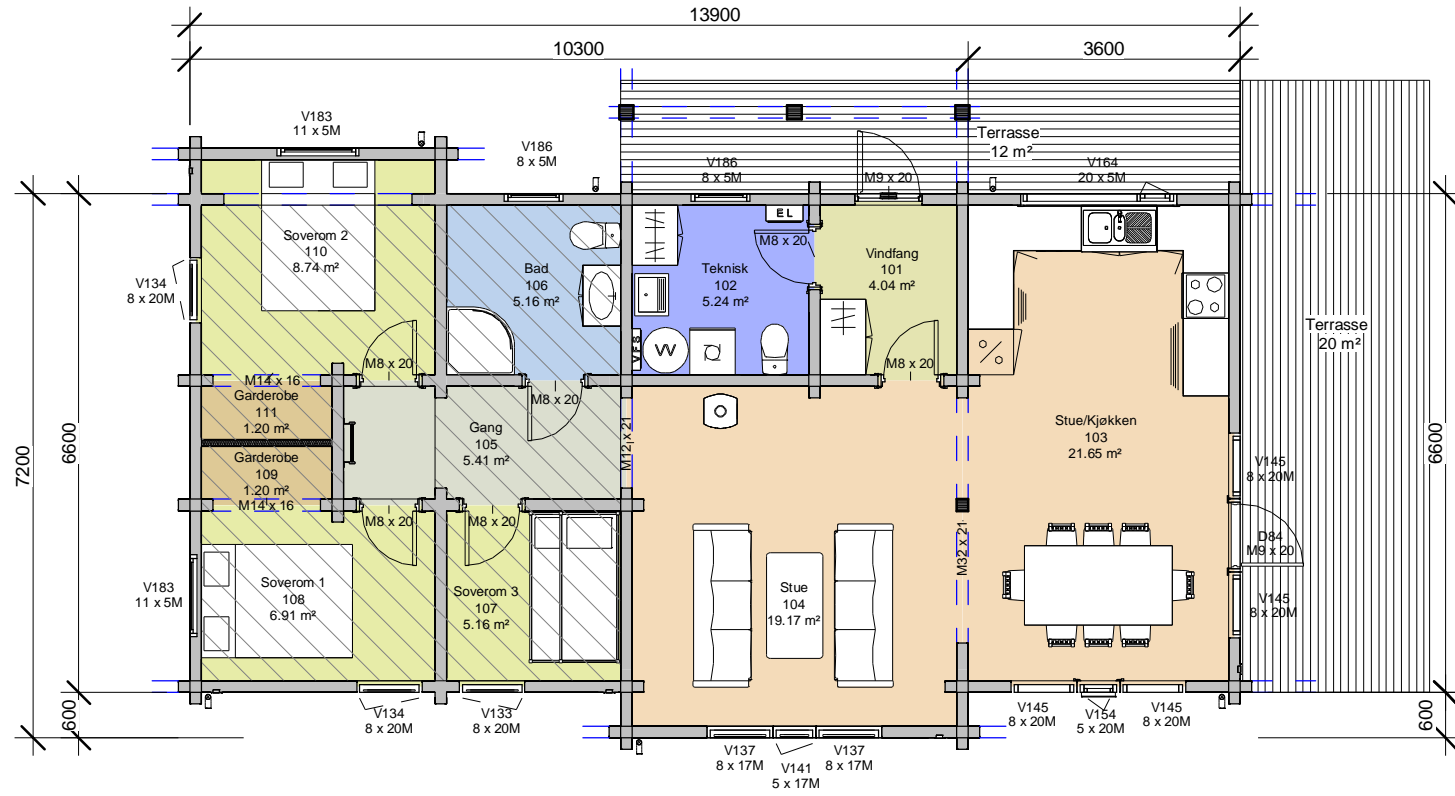 13900
10300
3600
V183
11 x 5M
V186
8 x 5M
V186
8 x 5M
M9 x 20
Terrasse
12 m²
V164
20 x 5M
Soverom 2
110
8.74 m²
Bad
106
5.16 m²
EL
M8 x 20
Teknisk
102
5.24 m²
Vindfang
101
4.04 m²
V134
8 x 20M
Terrasse
20 m²
VFS
VV
M8 x 20
M8 x 20
M8 x 20
M14 x 16
Garderobe
111
1.20 m²
Gang
105
5.41 m²
M12 x 21
Stue/Kjøkken
103
21.65 m²
7200
6600
6600
Garderobe
109
1.20 m²
M14 x 16
V145
8 x 20M
M8 x 20
M8 x 20
M32 x 21
D84
M9 x 20
V183
11 x 5M
Soverom 1
108
6.91 m²
Soverom 3
107
5.16 m²
Stue
104
19.17 m²
V145
8 x 20M
600
600
V134
8 x 20M
V133
8 x 20M
V145
8 x 20M
V154
5 x 20M
V145
8 x 20M
V137
8 x 17M
V141
5 x 17M
V137
8 x 17M